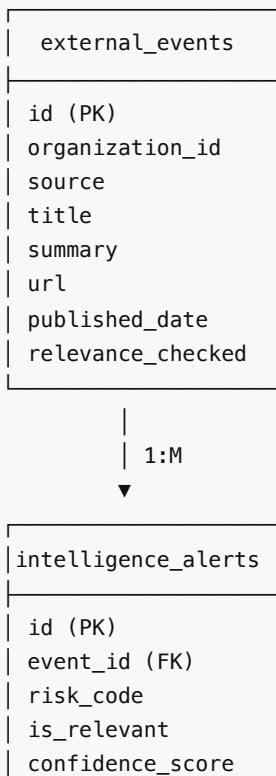 external_events
id (PK)
organization_id
source
title
summary
url
published_date
relevance_checked
1:M
intelligence_alerts
id (PK)
event_id (FK)
risk_code
is_relevant
confidence_score